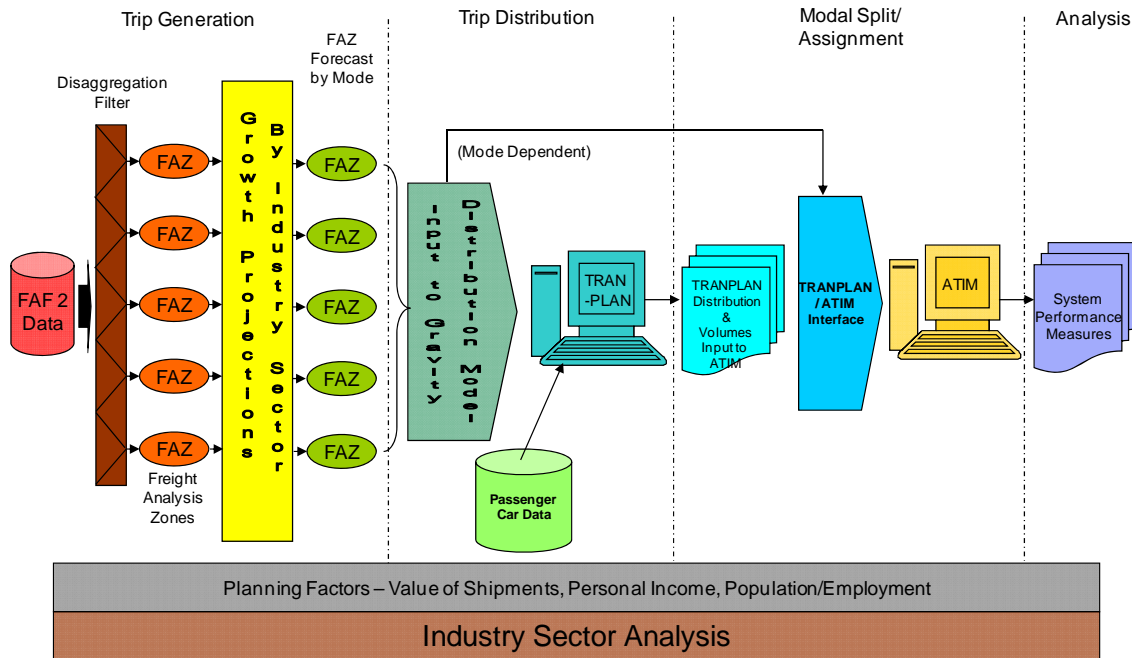 Trip Generation
Trip Distribution
Modal Split/
Assignment
Analysis
FAZ
Forecast
by Mode
Disaggregation
Filter
FAF 2
Data
FAZ
FAZ
FAZ
FAZ
FAZ
Freight
Analysis
Zones
Growth Projections
By Industry Sector
FAZ
FAZ
FAZ
FAZ
FAZ
(Mode Dependent)
Input to Gravity
Distribution Model
TRAN
-PLAN
Passenger
Car Data
TRANPLAN
Distribution
&
Volumes
Input to
ATIM
TRANPLAN
/ ATIM
Interface
ATIM
System
Performance
Measures
Planning Factors – Value of Shipments, Personal Income, Population/Employment
Industry Sector Analysis